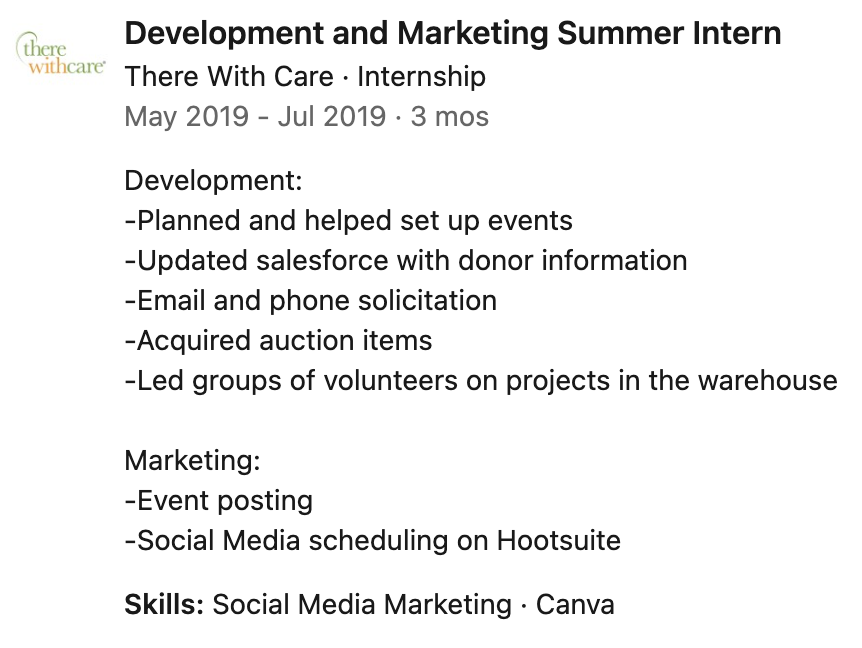 there
withcare
Development and Marketing Summer Intern
There With Care · Internship
May 2019 - Jul 2019 · 3 mos
Development:
-Planned and helped set up events
-Updated salesforce with donor information
-Email and phone solicitation
-Acquired auction items
-Led groups of volunteers on projects in the warehouse
Marketing:
-Event posting
-Social Media scheduling on Hootsuite
Skills: Social Media Marketing · Canva